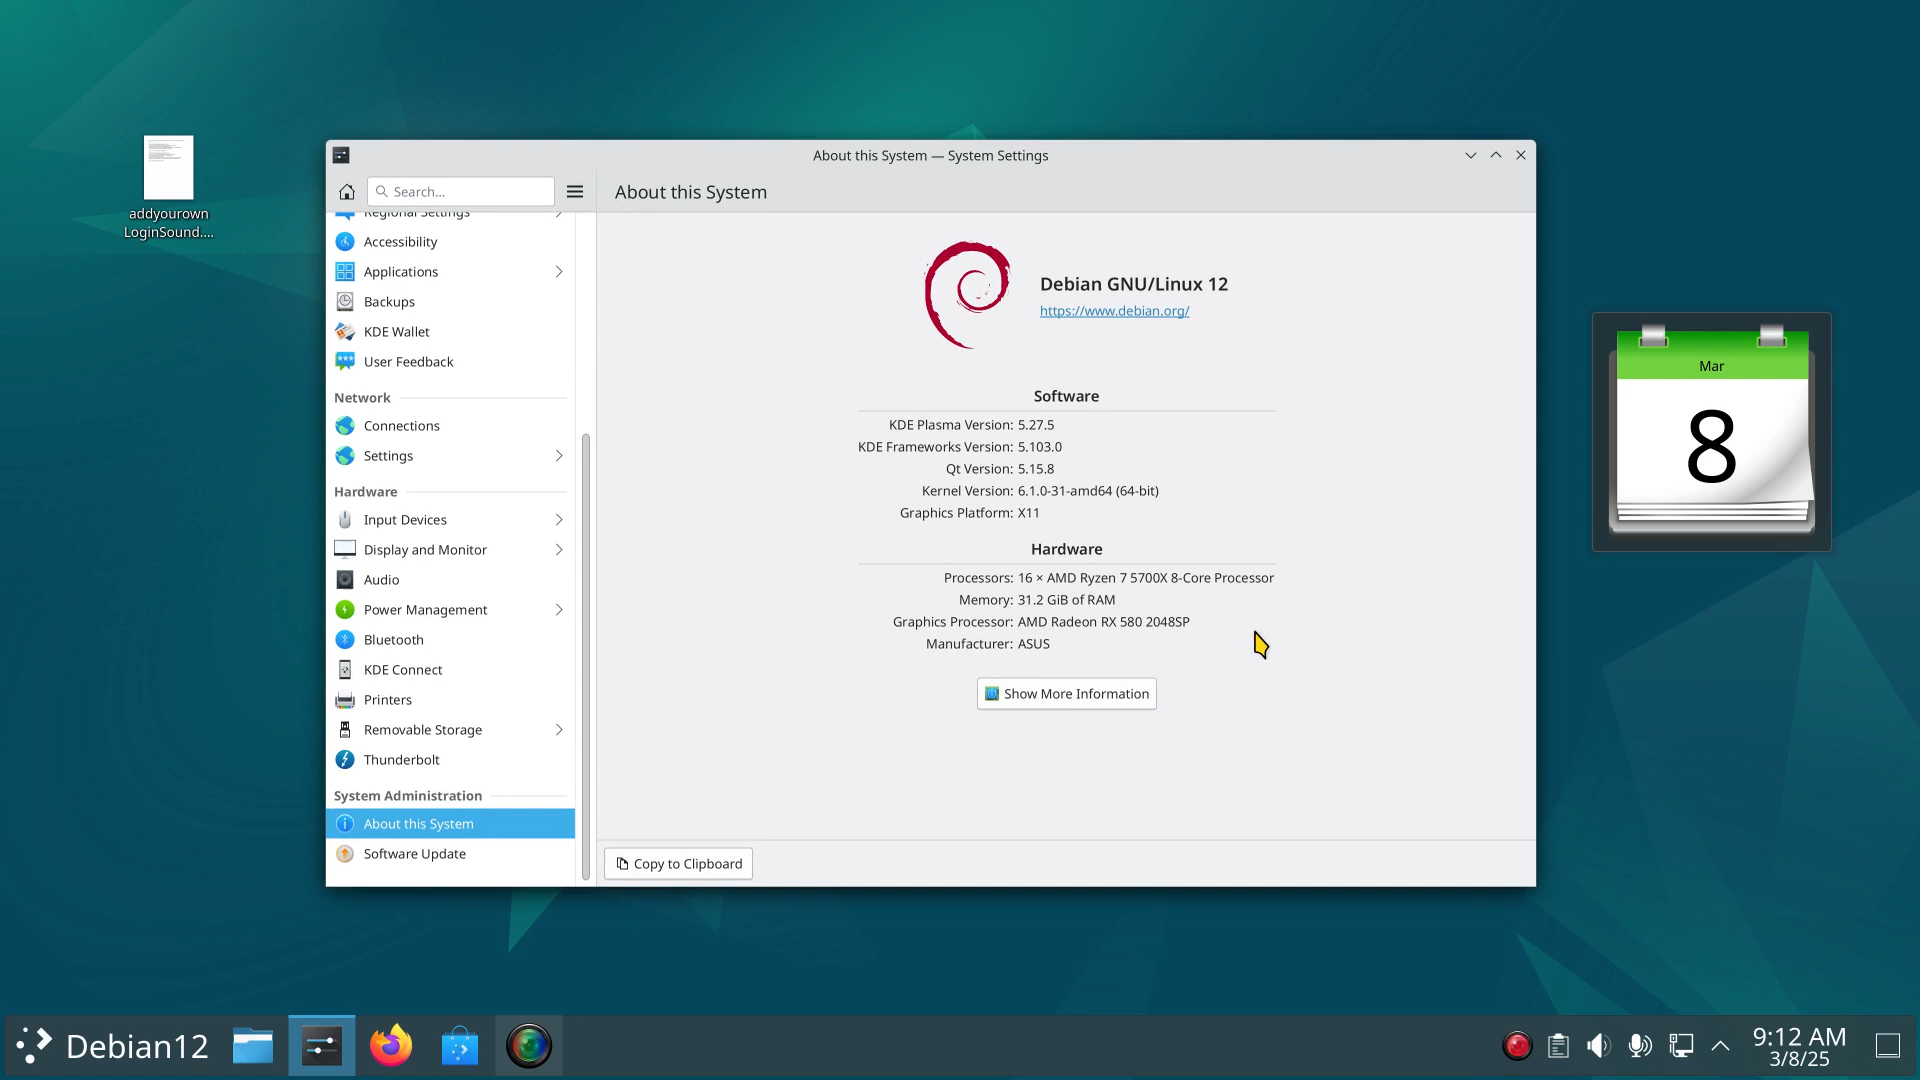 addyourown
LoginSound....
About this System — System Settings
Search...
About this System
Regional Settings
Accessibility
Applications
Backups
KDE Wallet
User Feedback
Network
Connections
Settings
Hardware
Input Devices
Display and Monitor
Audio
Power Management
Bluetooth
KDE Connect
Printers
Removable Storage
Thunderbolt
System Administration
About this System
Software Update
Debian GNU/Linux 12
https://www.debian.org/
Software
KDE Plasma Version: 5.27.5
KDE Frameworks Version: 5.103.0
Qt Version: 5.15.8
Kernel Version: 6.1.0-31-amd64 (64-bit)
Graphics Platform: X11
Hardware
Processors: 16 × AMD Ryzen 7 5700X 8-Core Processor
Memory: 31.2 GiB of RAM
Graphics Processor: AMD Radeon RX 580 2048SP
Manufacturer: ASUS
Show More Information
Copy to Clipboard
Mar
8
Debian12
9:12 AM
3/8/25